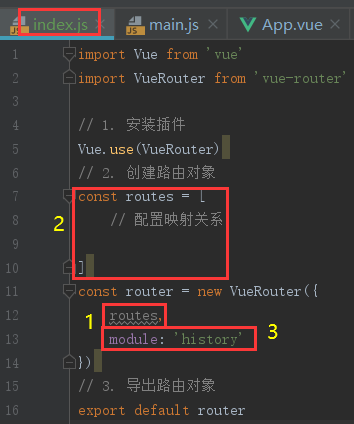 index.js main.js App.vue
1 import Vue from 'vue'
2 import VueRouter from 'vue-router'
3
4 // 1. 安装插件
5 Vue.use(VueRouter)
6 // 2. 创建路由对象
7 const routes = [
8 // 配置映射关系
2
9
10 ]
11 const router = new VueRouter({
12 1 routes,
13 module: 'history' 3
14 })
15 // 3. 导出路由对象
16 export default router